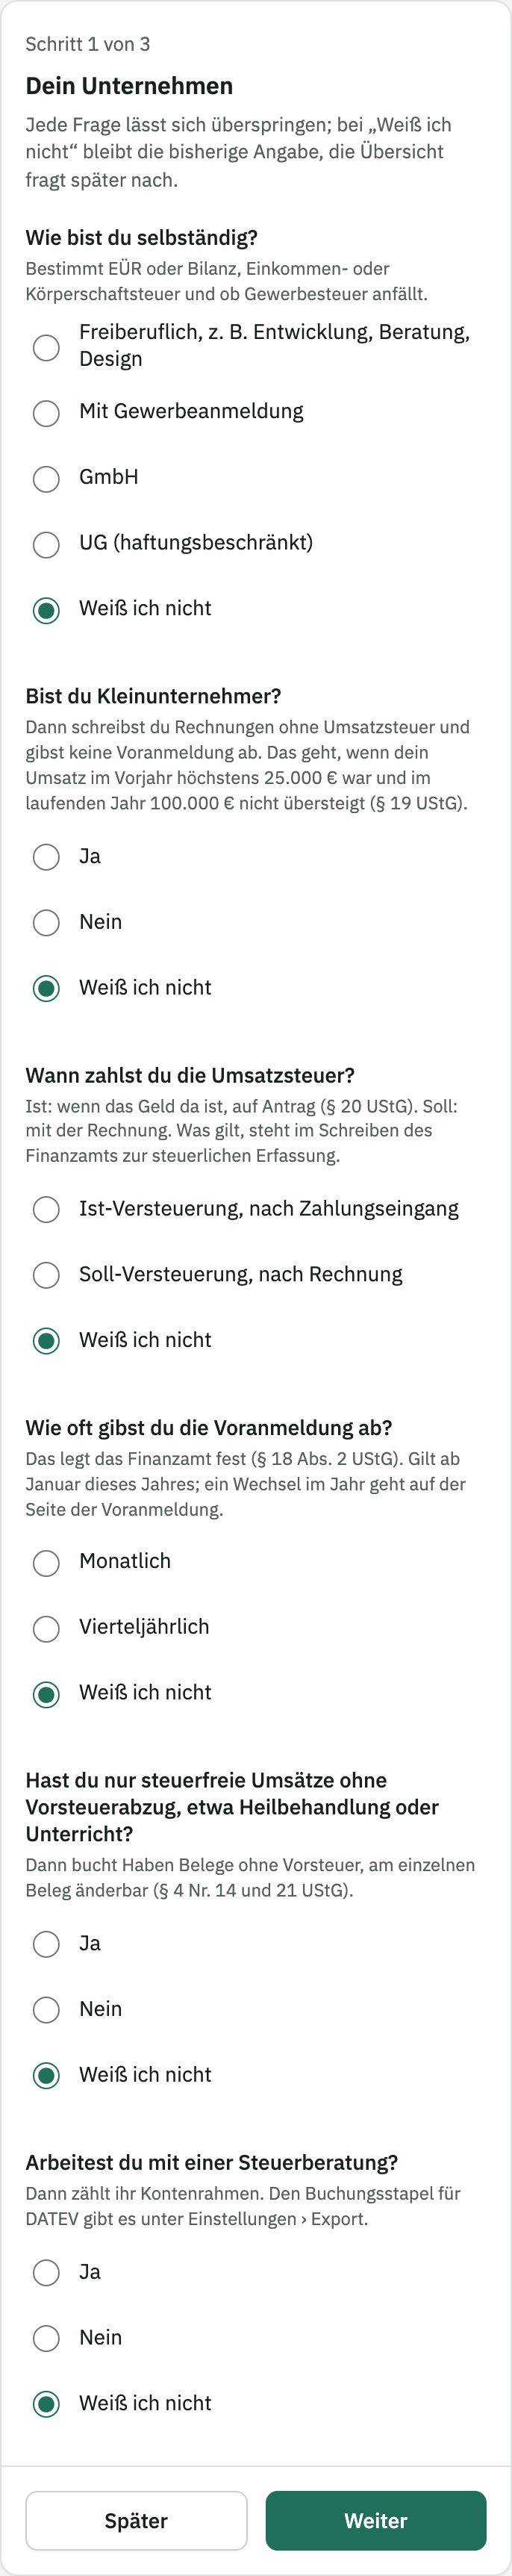 Schritt 1 von 3
Dein Unternehmen
Jede Frage lässt sich überspringen; bei „Weiß ich
nicht“ bleibt die bisherige Angabe, die Übersicht
fragt später nach.
Wie bist du selbständig?
Bestimmt EÜR oder Bilanz, Einkommen- oder
Körperschaftsteuer und ob Gewerbesteuer anfällt.
Freiberuflich, z. B. Entwicklung, Beratung,
Design
Mit Gewerbeanmeldung
GmbH
UG (haftungsbeschränkt)
Weiß ich nicht
Bist du Kleinunternehmer?
Dann schreibst du Rechnungen ohne Umsatzsteuer und
gibst keine Voranmeldung ab. Das geht, wenn dein
Umsatz im Vorjahr höchstens 25.000 € war und im
laufenden Jahr 100.000 € nicht übersteigt (§ 19 UStG).
Ja
Nein
Weiß ich nicht
Wann zahlst du die Umsatzsteuer?
Ist: wenn das Geld da ist, auf Antrag (§ 20 UStG). Soll:
mit der Rechnung. Was gilt, steht im Schreiben des
Finanzamts zur steuerlichen Erfassung.
Ist-Versteuerung, nach Zahlungseingang
Soll-Versteuerung, nach Rechnung
Weiß ich nicht
Wie oft gibst du die Voranmeldung ab?
Das legt das Finanzamt fest (§ 18 Abs. 2 UStG). Gilt ab
Januar dieses Jahres; ein Wechsel im Jahr geht auf der
Seite der Voranmeldung.
Monatlich
Vierteljährlich
Weiß ich nicht
Hast du nur steuerfreie Umsätze ohne
Vorsteuerabzug, etwa Heilbehandlung oder
Unterricht?
Dann bucht Haben Belege ohne Vorsteuer, am einzelnen
Beleg änderbar (§ 4 Nr. 14 und 21 UStG).
Ja
Nein
Weiß ich nicht
Arbeitest du mit einer Steuerberatung?
Dann zählt ihr Kontenrahmen. Den Buchungsstapel für
DATEV gibt es unter Einstellungen › Export.
Ja
Nein
Weiß ich nicht
Später
Weiter